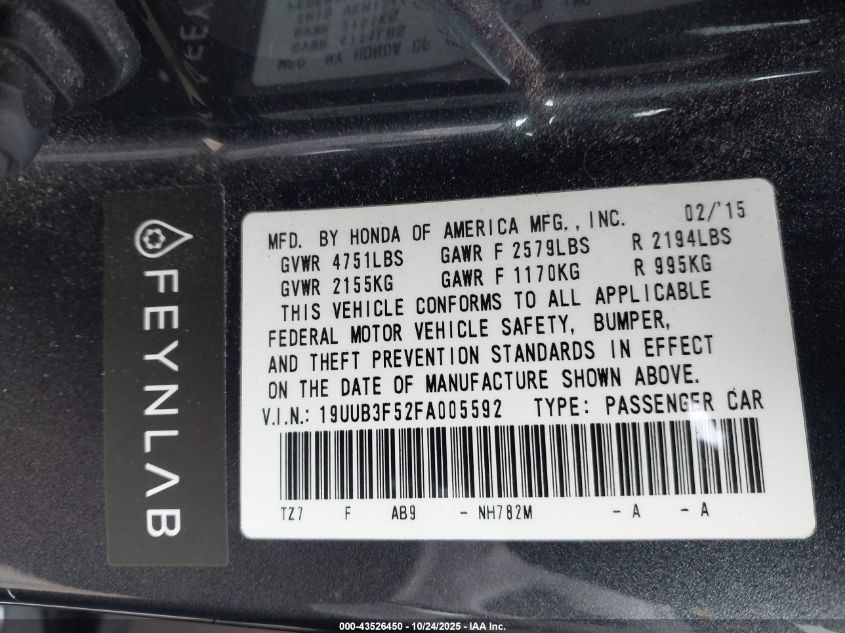 MFD. BY HONDA OF AMERICA MFG., INC. 02/'15
GVWR 4751LBS GAWR F 2579LBS R 2194LBS
GVWR 2155KG GAWR F 1170KG R 995KG
THIS VEHICLE CONFORMS TO ALL APPLICABLE
FEDERAL MOTOR VEHICLE SAFETY, BUMPER,
AND THEFT PREVENTION STANDARDS IN EFFECT
ON THE DATE OF MANUFACTURE SHOWN ABOVE.
V.I.N.: 19UUB3F52FA005592 TYPE: PASSENGER CAR
TZ7 F AB9 - NH782M - A - A
FEYNLAB
000-43526450 - 10/24/2025 - IAA Inc.